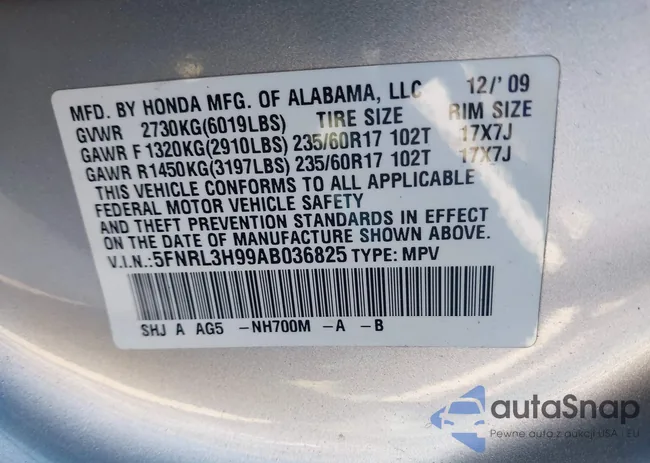 MFD. BY HONDA MFG. OF ALABAMA, LLC 12/'09
GVWR 2730KG(6019LBS) TIRE SIZE RIM SIZE
GAWR F 1320KG(2910LBS) 235/60R17 102T 17X7J
GAWR R1450KG(3197LBS) 235/60R17 102T 17X7J
THIS VEHICLE CONFORMS TO ALL APPLICABLE
FEDERAL MOTOR VEHICLE SAFETY
AND THEFT PREVENTION STANDARDS IN EFFECT
ON THE DATE OF MANUFACTURE SHOWN ABOVE.
V.I.N.:5FNRL3H99AB036825 TYPE: MPV
SHJ A AG5 -NH700M -A -B
autaSnap
Pewne auta z aukcji USA, EU